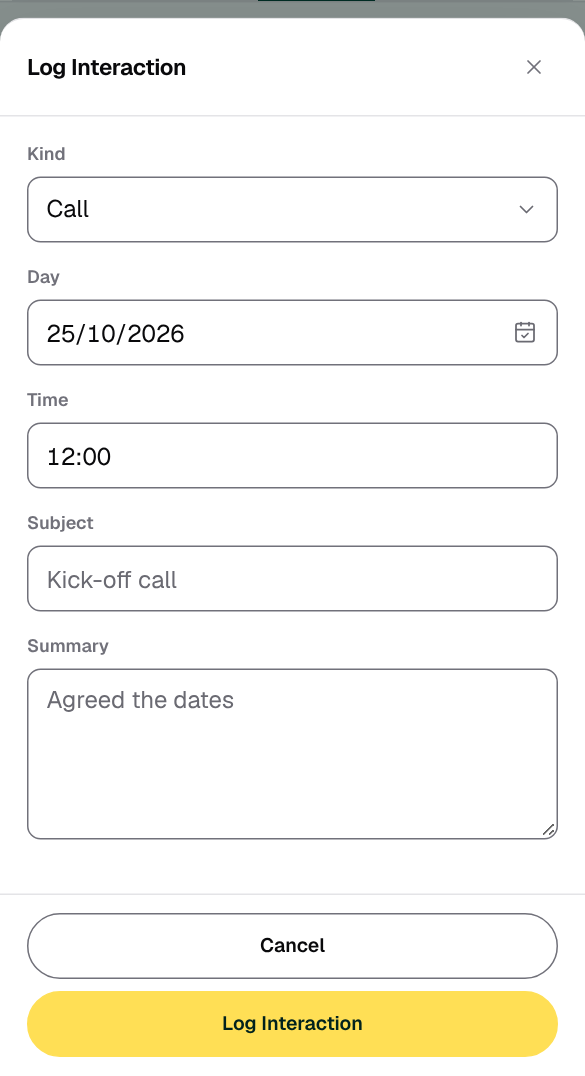 Log Interaction
Kind
Call
Day
25/10/2026
Time
12:00
Subject
Kick-off call
Summary
Agreed the dates
Cancel
Log Interaction